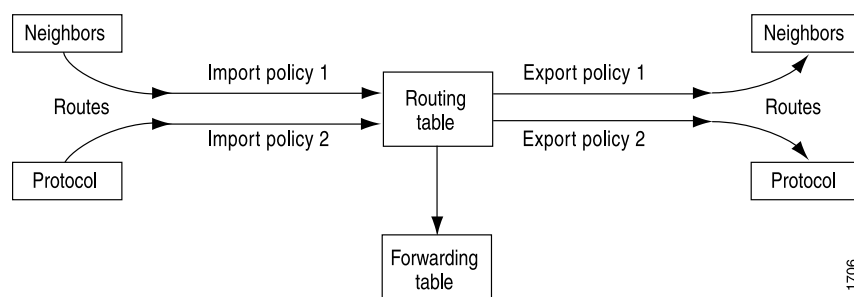 Neighbors
Neighbors
Import policy 1
Export policy 1
Routes
Routing
table
Routes
Import policy 2
Export policy 2
Protocol
Protocol
Forwarding
table
1706